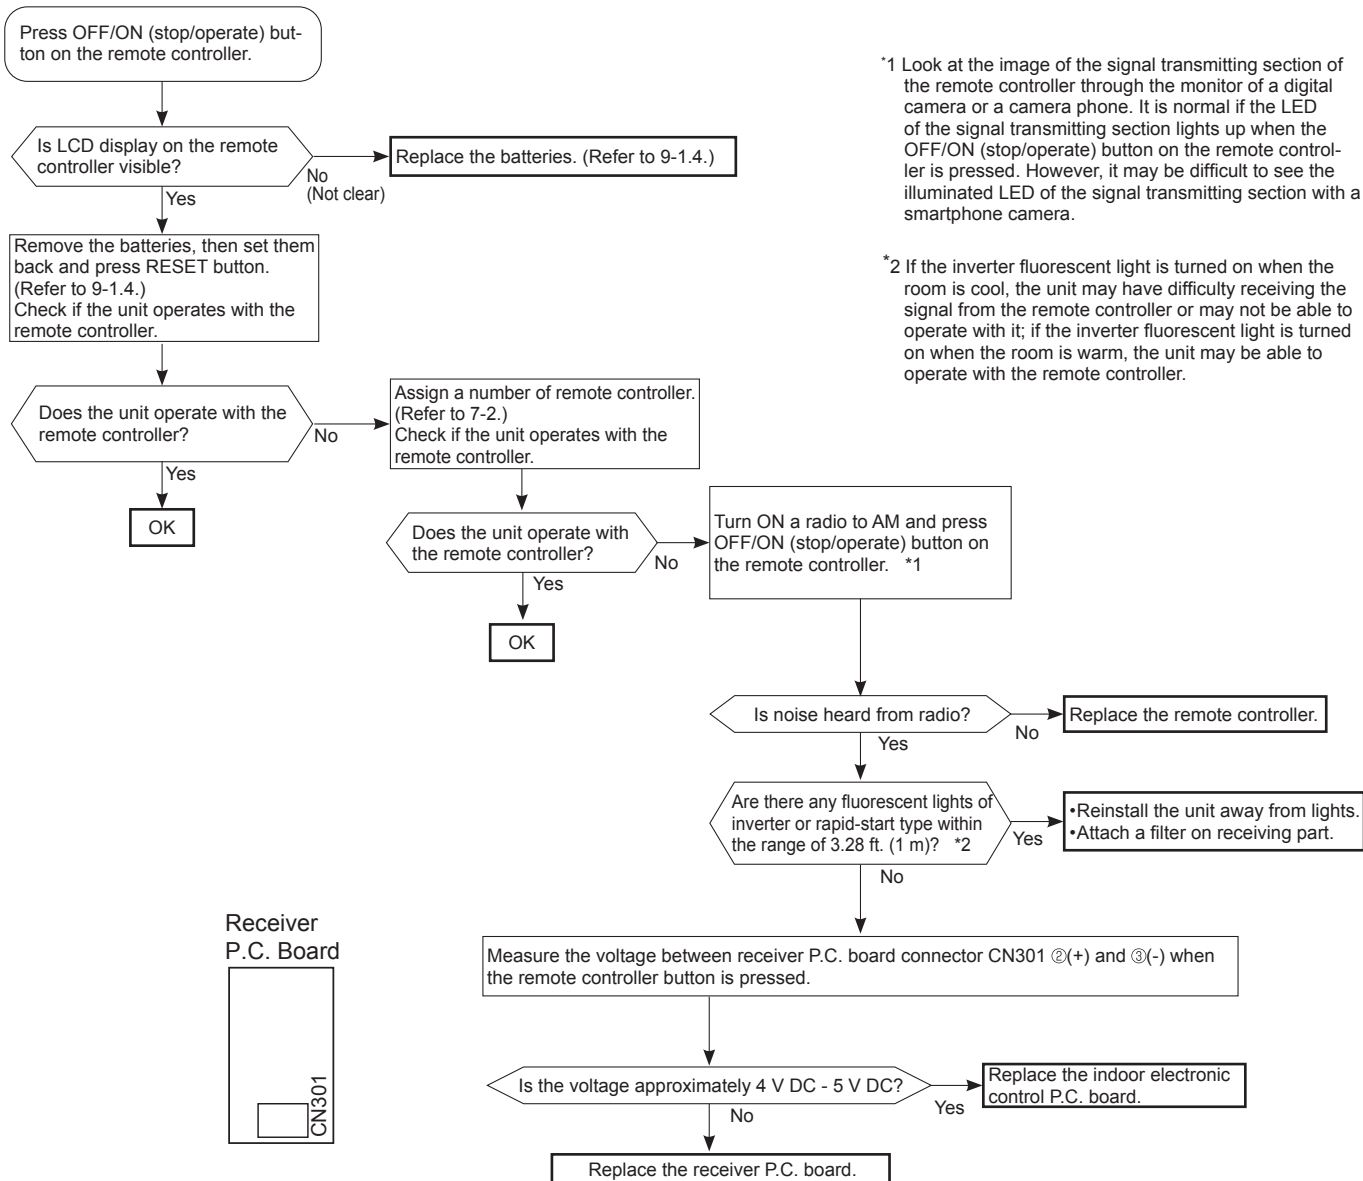 Press OFF/ON (stop/operate) but-
ton on the remote controller.
Is LCD display on the remote
controller visible?
No
(Not clear)
Replace the batteries. (Refer to 9-1.4.)
Yes
Remove the batteries, then set them
back and press RESET button.
(Refer to 9-1.4.)
Check if the unit operates with the
remote controller.
Does the unit operate with the
remote controller?
No
Yes
OK
Assign a number of remote controller.
(Refer to 7-2.)
Check if the unit operates with the
remote controller.
Does the unit operate with
the remote controller?
No
Yes
OK
Turn ON a radio to AM and press
OFF/ON (stop/operate) button on
the remote controller. *1
Is noise heard from radio?
No
Replace the remote controller.
Yes
Are there any fluorescent lights of
inverter or rapid-start type within
the range of 3.28 ft. (1 m)? *2
Yes
•Reinstall the unit away from lights.
•Attach a filter on receiving part.
No
Measure the voltage between receiver P.C. board connector CN301 ②(+) and ③(-) when
the remote controller button is pressed.
Is the voltage approximately 4 V DC - 5 V DC?
Yes
Replace the indoor electronic
control P.C. board.
No
Replace the receiver P.C. board.
Receiver
P.C. Board
CN301
*1 Look at the image of the signal transmitting section of
the remote controller through the monitor of a digital
camera or a camera phone. It is normal if the LED
of the signal transmitting section lights up when the
OFF/ON (stop/operate) button on the remote control-
ler is pressed. However, it may be difficult to see the
illuminated LED of the signal transmitting section with a
smartphone camera.
*2 If the inverter fluorescent light is turned on when the
room is cool, the unit may have difficulty receiving the
signal from the remote controller or may not be able to
operate with it; if the inverter fluorescent light is turned
on when the room is warm, the unit may be able to
operate with the remote controller.